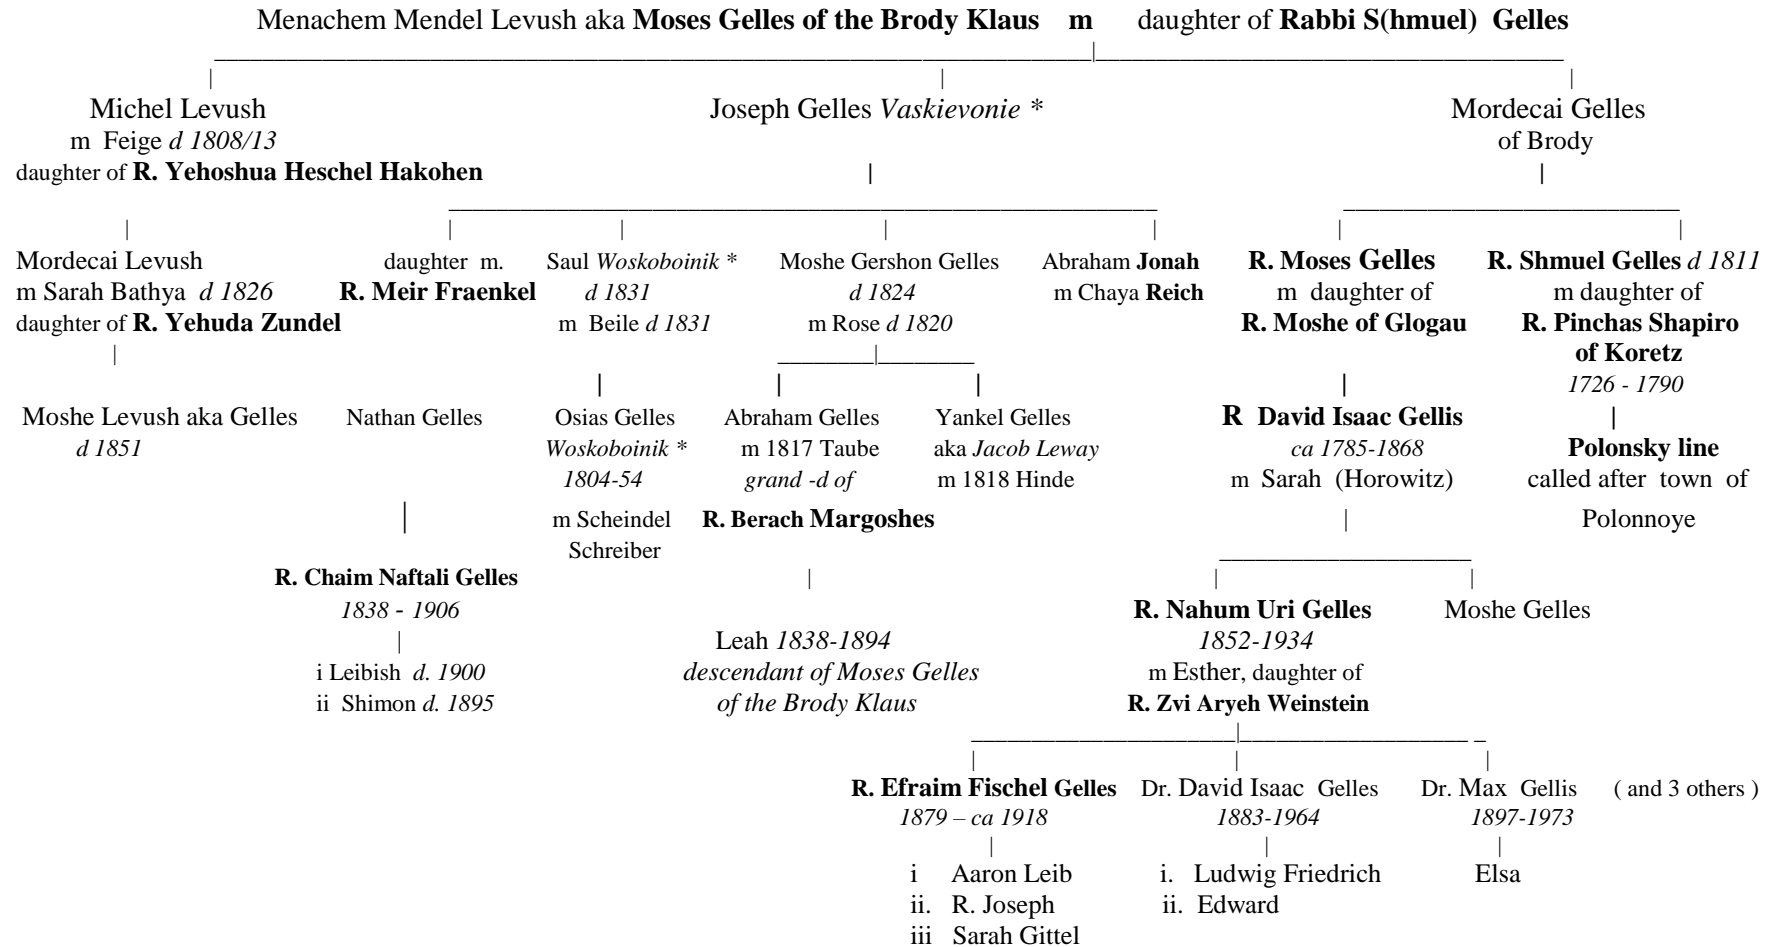 Menachem Mendel Levush aka Moses Gelles of the Brody Klaus m daughter of Rabbi S(hmuel) Gelles
Michel Levush Joseph Gelles Vaskievonie * Mordecai Gelles
m Feige d 1808/13 of Brody
daughter of R. Yehoshua Heschel Hakohen
Mordecai Levush daughter m. Saul Woskoboinik * Moshe Gershon Gelles Abraham Jonah R. Moses Gelles R. Shmuel Gelles d 1811
m Sarah Bathya d 1826 R. Meir Fraenkel d 1831 d 1824 m Chaya Reich m daughter of m daughter of
daughter of R. Yehuda Zundel m Beile d 1831 m Rose d 1820 R. Moshe of Glogau R. Pinchas Shapiro
of Koretz
1726 - 1790
Moshe Levush aka Gelles Nathan Gelles Osias Gelles Abraham Gelles Yankel Gelles R David Isaac Gellis
d 1851 Woskoboinik * m 1817 Taube aka Jacob Leway ca 1785-1868 Polonsky line
1804-54 grand -d of m 1818 Hinde m Sarah (Horowitz) called after town of
m Scheindel R. Berach Margoshes Polonnoye
Schreiber
R. Chaim Naftali Gelles
1838 - 1906 R. Nahum Uri Gelles Moshe Gelles
Leah 1838-1894 1852-1934
i Leibish d. 1900 descendant of Moses Gelles m Esther, daughter of
ii Shimon d. 1895 of the Brody Klaus R. Zvi Aryeh Weinstein
R. Efraim Fischel Gelles Dr. David Isaac Gelles Dr. Max Gellis ( and 3 others )
1879 – ca 1918 1883-1964 1897-1973
i Aaron Leib i. Ludwig Friedrich Elsa
ii. R. Joseph ii. Edward
iii Sarah Gittel